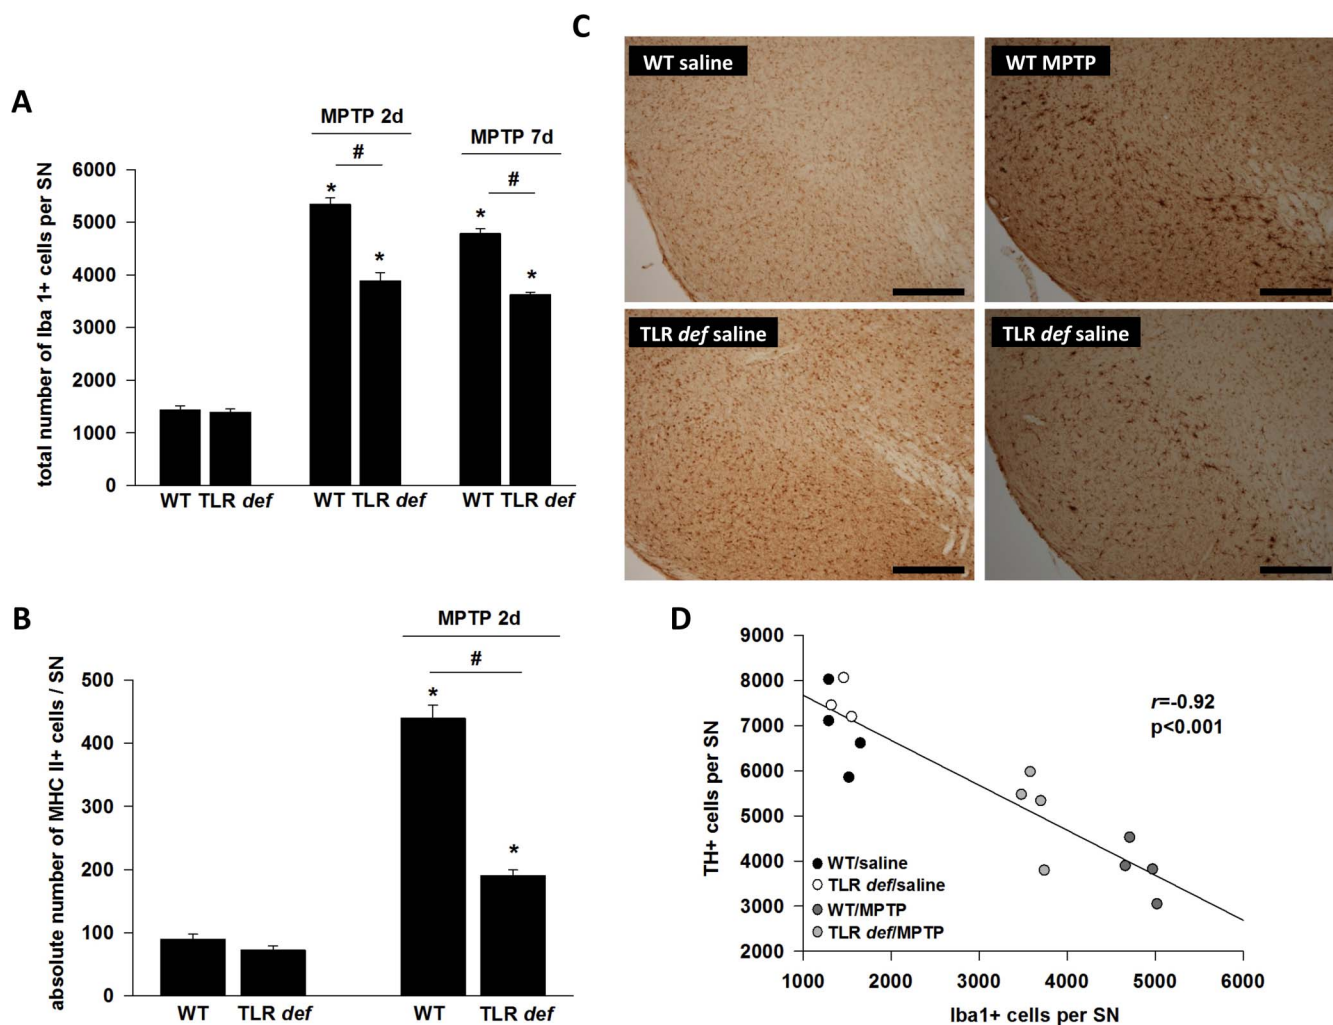 A
MPTP 2d
#
MPTP 7d
#
total number of Iba 1+ cells per SN
6000
5000
4000
3000
2000
1000
0
*
*
*
*
WT TLR def
WT TLR def
WT TLR def
B
MPTP 2d
#
absolute number of MHC II+ cells / SN
500
400
300
200
100
0
*
*
WT
TLR def
WT
TLR def
C
WT saline
WT MPTP
TLR def saline
TLR def saline
D
TH+ cells per SN
9000
8000
7000
6000
5000
4000
3000
2000
r=-0.92
p<0.001
WT/saline
TLR def/saline
WT/MPTP
TLR def/MPTP
1000 2000 3000 4000 5000 6000
Iba1+ cells per SN